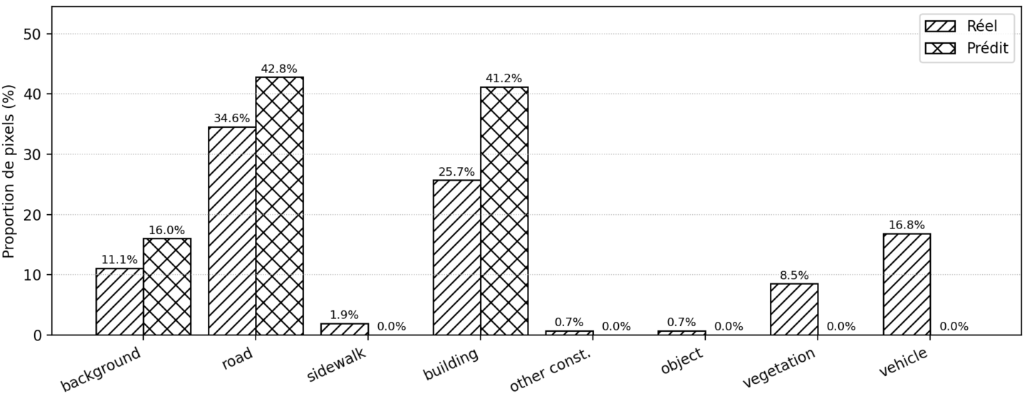 Proportion de pixels (%)
50
40
30
20
10
0
Réel
Prédit
11.1%
16.0%
34.6%
42.8%
1.9%
0.0%
25.7%
41.2%
0.7%
0.0%
0.7%
0.0%
8.5%
0.0%
16.8%
0.0%
background
road
sidewalk
building
other const.
object
vegetation
vehicle